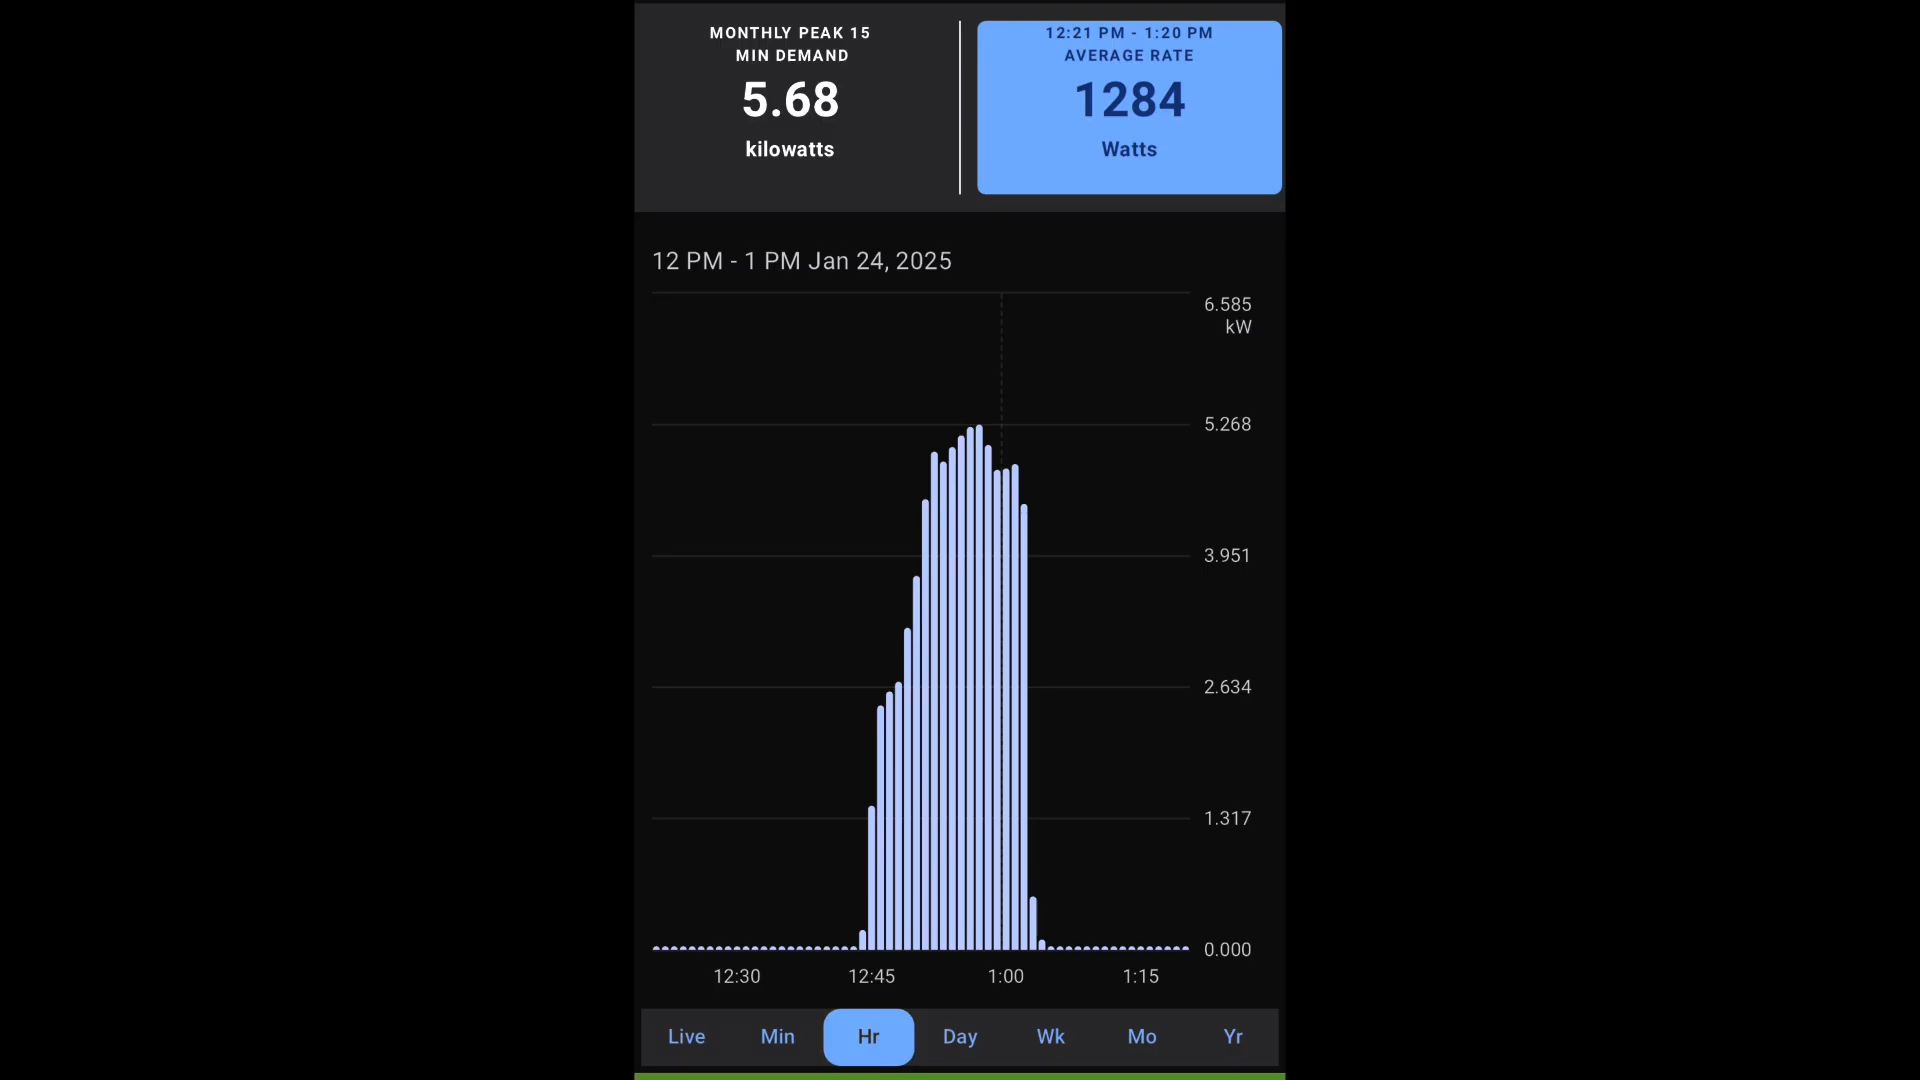 MONTHLY PEAK 15
MIN DEMAND
5.68
kilowatts
12:21 PM - 1:20 PM
AVERAGE RATE
1284
Watts
12 PM - 1 PM Jan 24, 2025
6.585
kW
5.268
3.951
2.634
1.317
0.000
12:30 12:45 1:00 1:15
Live Min Hr Day Wk Mo Yr